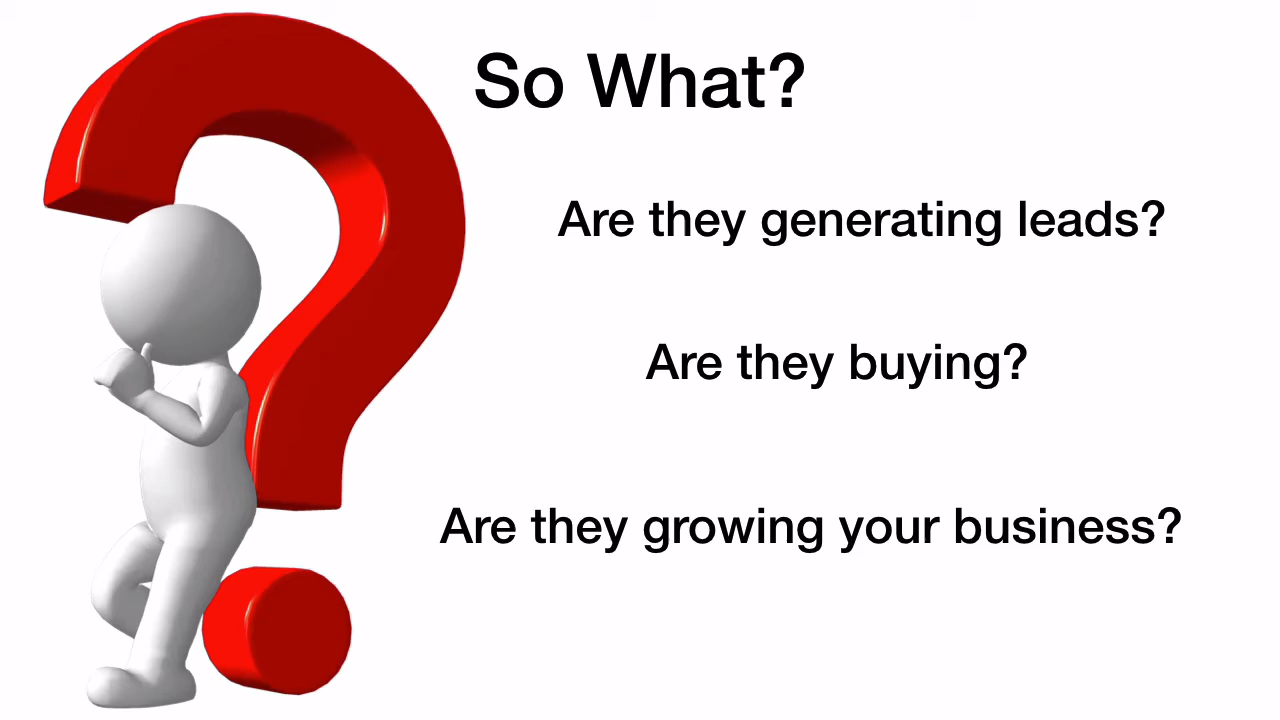 So What?
Are they generating leads?
Are they buying?
Are they growing your business?